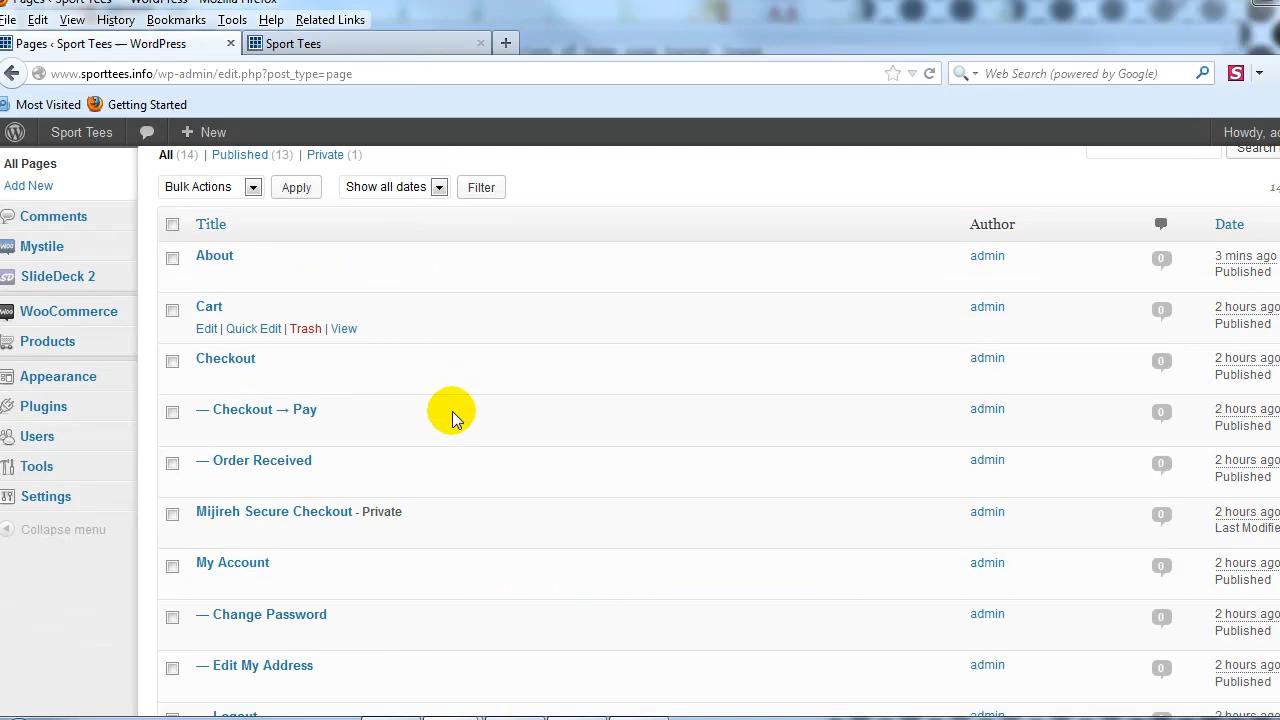 Pages ‹ Sport Tees — WordPress - Mozilla Firefox
File Edit View History Bookmarks Tools Help Related Links
Pages ‹ Sport Tees — WordPress × Sport Tees × +
www.sporttees.info/wp-admin/edit.php?post_type=page Web Search (powered by Google) S
Most Visited Getting Started
Sport Tees + New Howdy, ad
All Pages
Add New
Comments
Mystile
SlideDeck 2
WooCommerce
Products
Appearance
Plugins
Users
Tools
Settings
Collapse menu
All (14) | Published (13) | Private (1) Search
Bulk Actions Apply Show all dates Filter 14
Title Author Date
About admin 0 3 mins ago
Published
Cart admin 0 2 hours ago
Edit | Quick Edit | Trash | View Published
Checkout admin 0 2 hours ago
Published
— Checkout → Pay admin 0 2 hours ago
Published
— Order Received admin 0 2 hours ago
Published
Mijireh Secure Checkout - Private admin 0 2 hours ago
Last Modifie
My Account admin 0 2 hours ago
Published
— Change Password admin 0 2 hours ago
Published
— Edit My Address admin 0 2 hours ago
Published
— Logout